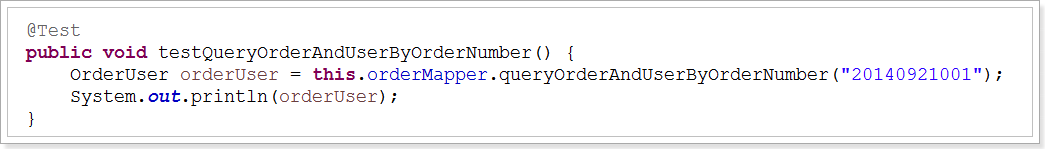 @Test
public void testQueryOrderAndUserByOrderNumber() {
    OrderUser orderUser = this.orderMapper.queryOrderAndUserByOrderNumber("20140921001");
    System.out.println(orderUser);
}